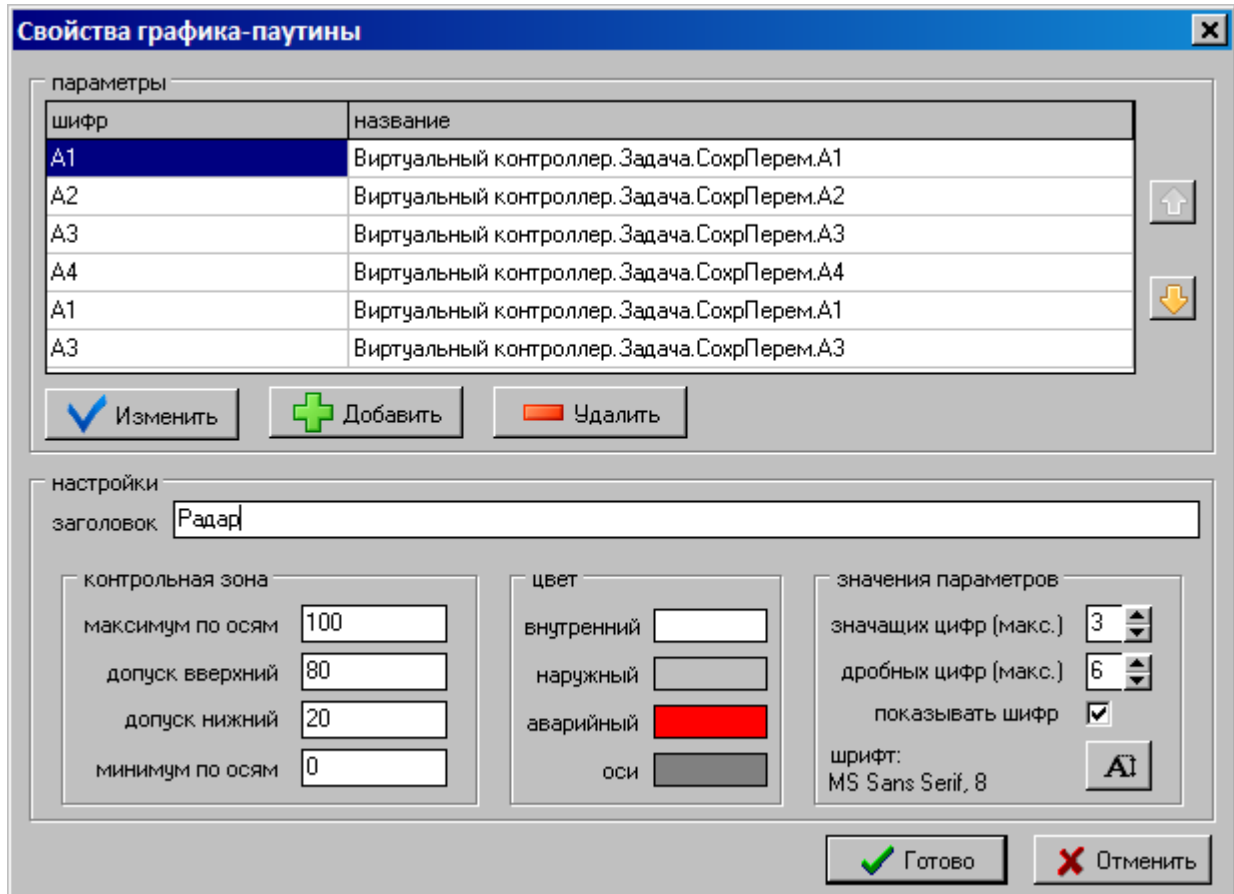 Свойства графика-паутины
параметры
шифр название
A1 Виртуальный контроллер.Задача.СохрПерем.A1
A2 Виртуальный контроллер.Задача.СохрПерем.A2
A3 Виртуальный контроллер.Задача.СохрПерем.A3
A4 Виртуальный контроллер.Задача.СохрПерем.A4
A1 Виртуальный контроллер.Задача.СохрПерем.A1
A3 Виртуальный контроллер.Задача.СохрПерем.A3
Изменить Добавить Удалить
настройки
заголовок Радар
контрольная зона
максимум по осям 100
допуск вверхний 80
допуск нижний 20
минимум по осям 0
цвет
внутренний
наружный
аварийный
оси
значения параметров
значащих цифр (макс.) 3
дробных цифр (макс.) 6
показывать шифр
шрифт:
MS Sans Serif, 8
Готово Отменить